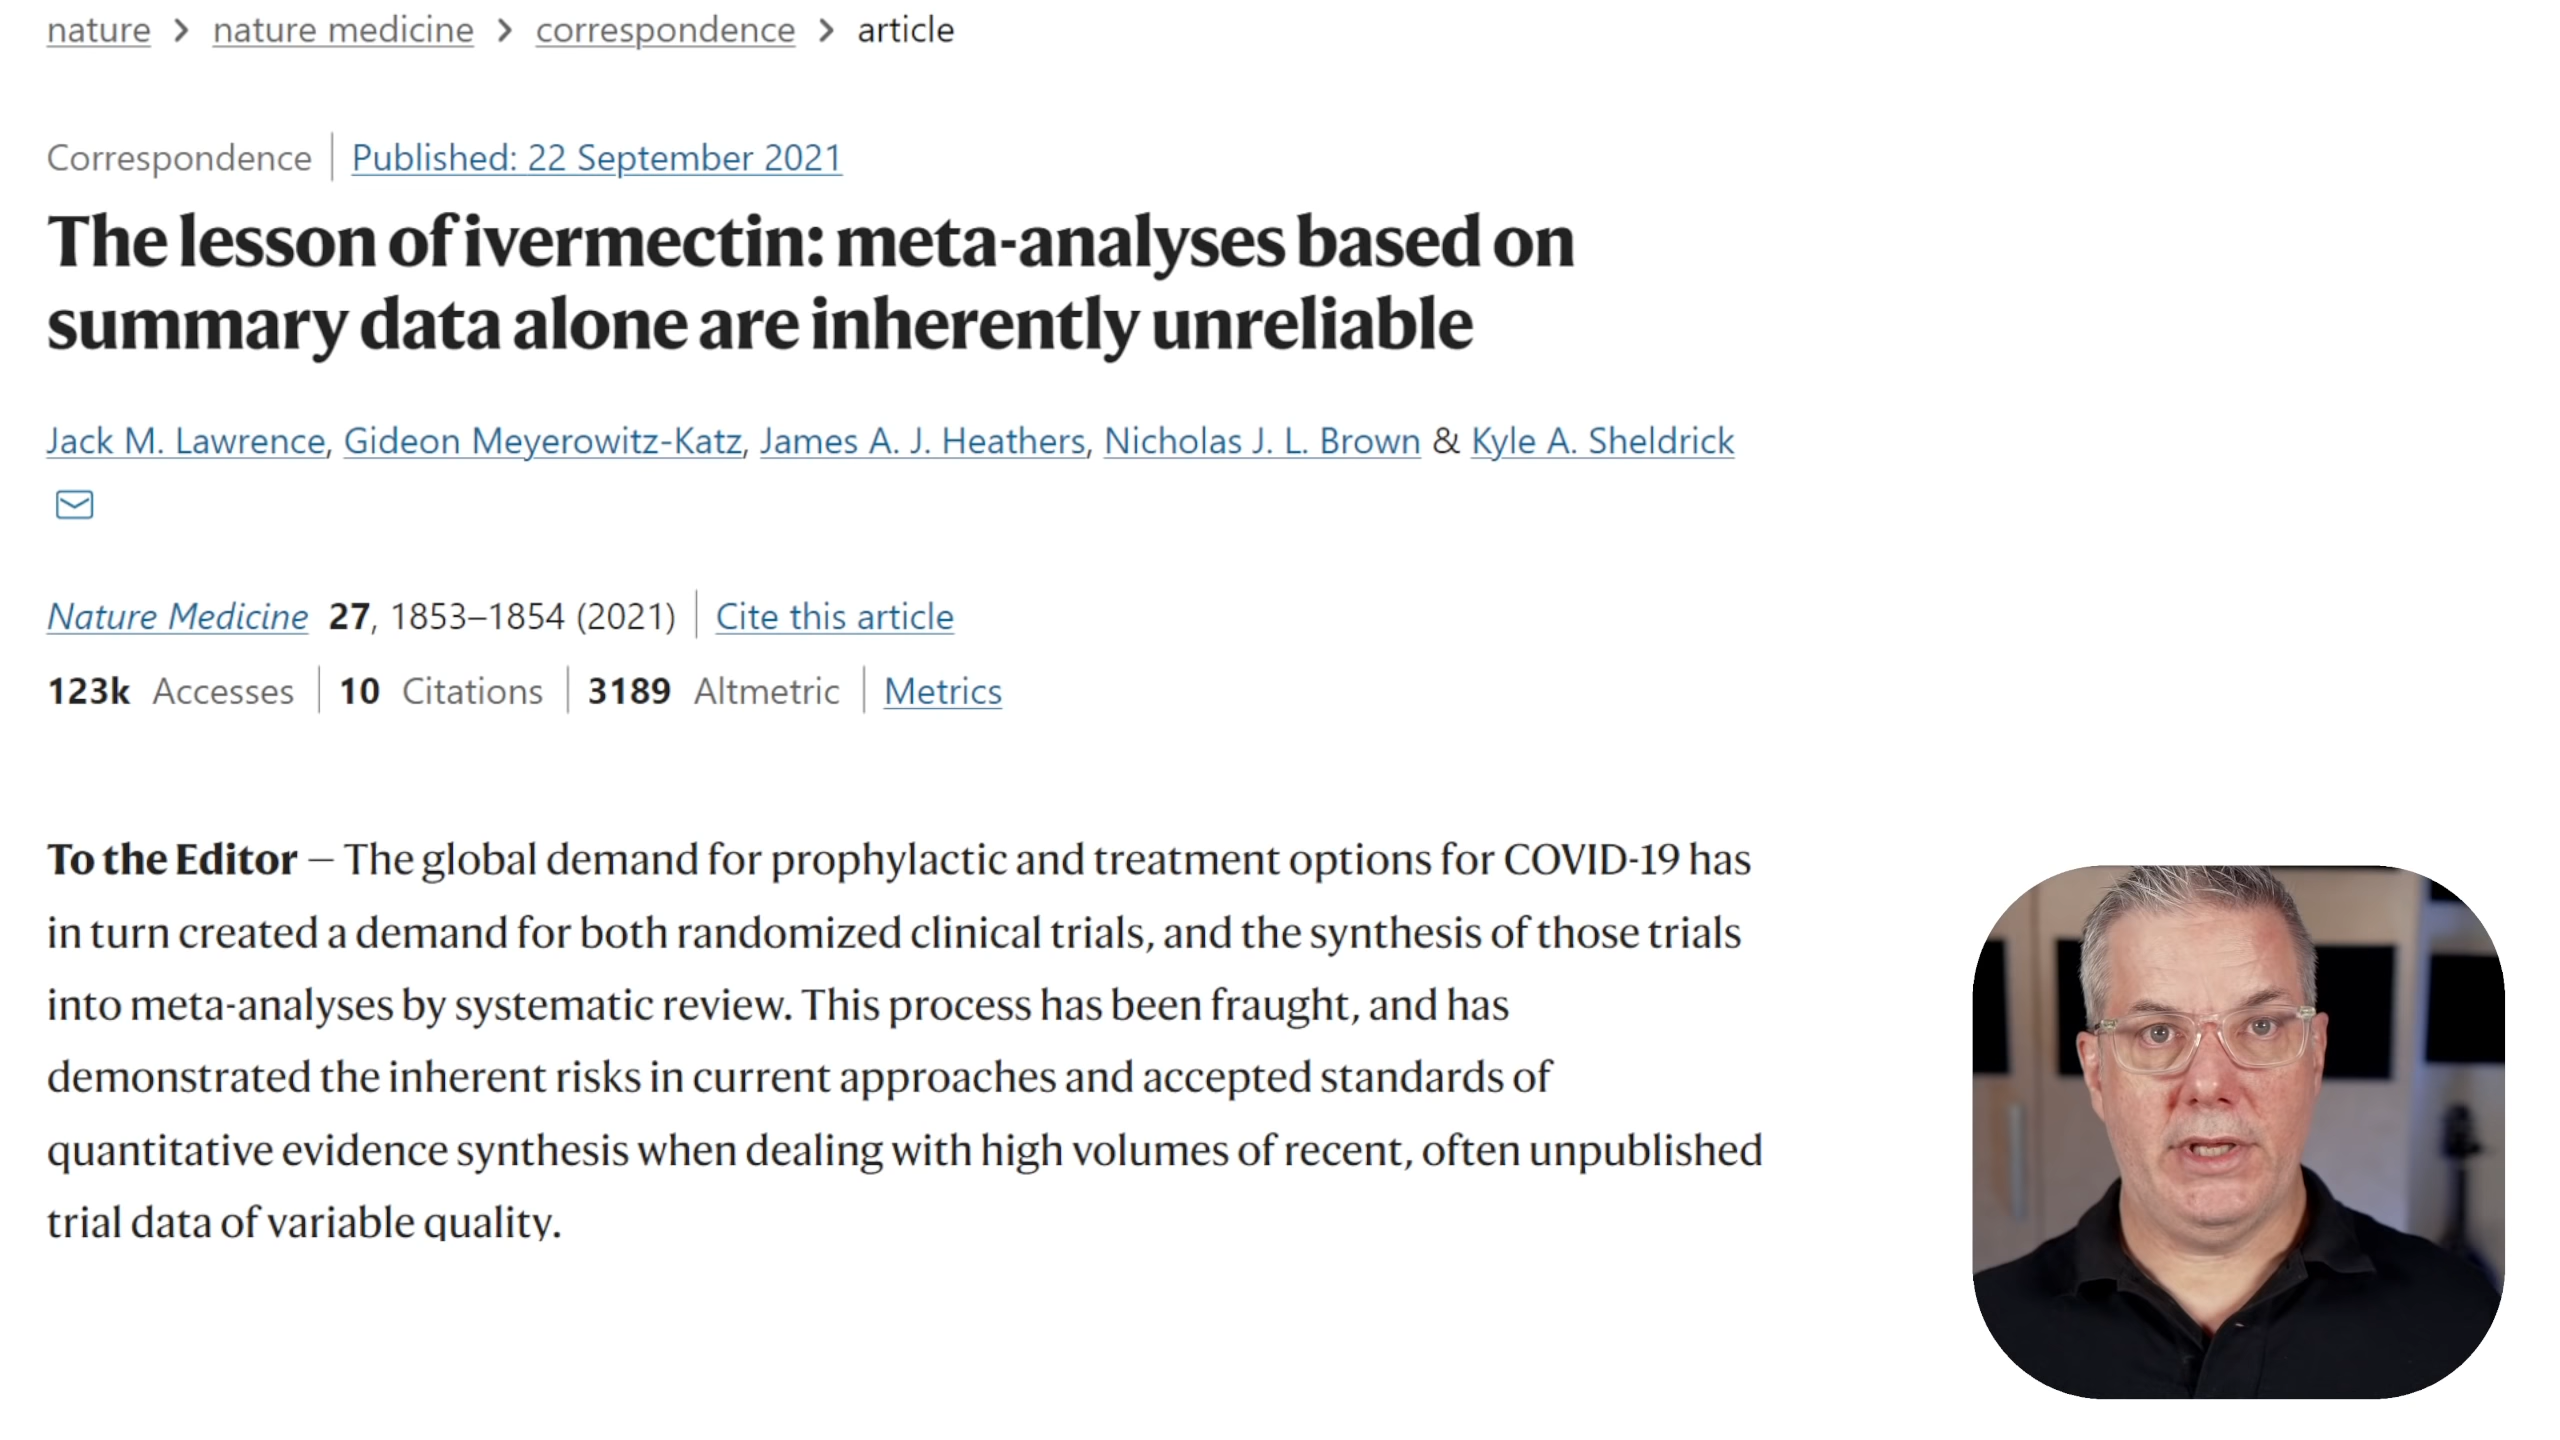 nature > nature medicine > correspondence > article
Correspondence | Published: 22 September 2021
The lesson of ivermectin: meta-analyses based on
summary data alone are inherently unreliable
Jack M. Lawrence, Gideon Meyerowitz-Katz, James A. J. Heathers, Nicholas J. L. Brown & Kyle A. Sheldrick
Nature Medicine 27, 1853–1854 (2021) | Cite this article
123k Accesses | 10 Citations | 3189 Altmetric | Metrics
To the Editor — The global demand for prophylactic and treatment options for COVID-19 has
in turn created a demand for both randomized clinical trials, and the synthesis of those trials
into meta-analyses by systematic review. This process has been fraught, and has
demonstrated the inherent risks in current approaches and accepted standards of
quantitative evidence synthesis when dealing with high volumes of recent, often unpublished
trial data of variable quality.